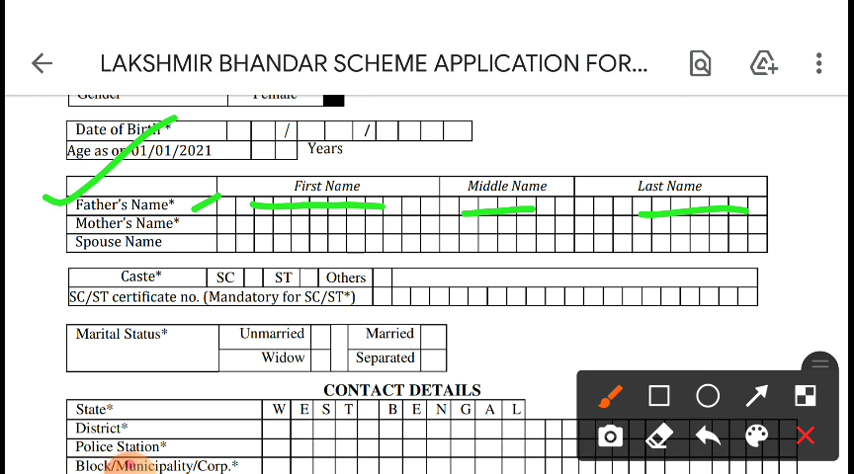 LAKSHMIR BHANDAR SCHEME APPLICATION FOR...
Gender Female
Date of Birth * / /
Age as on 01/01/2021 Years
First Name Middle Name Last Name
Father's Name*
Mother's Name*
Spouse Name
Caste* SC ST Others
SC/ST certificate no. (Mandatory for SC/ST*)
Marital Status* Unmarried Married
Widow Separated
CONTACT DETAILS
State* W E S T B E N G A L
District*
Police Station*
Block/Municipality/Corp.*